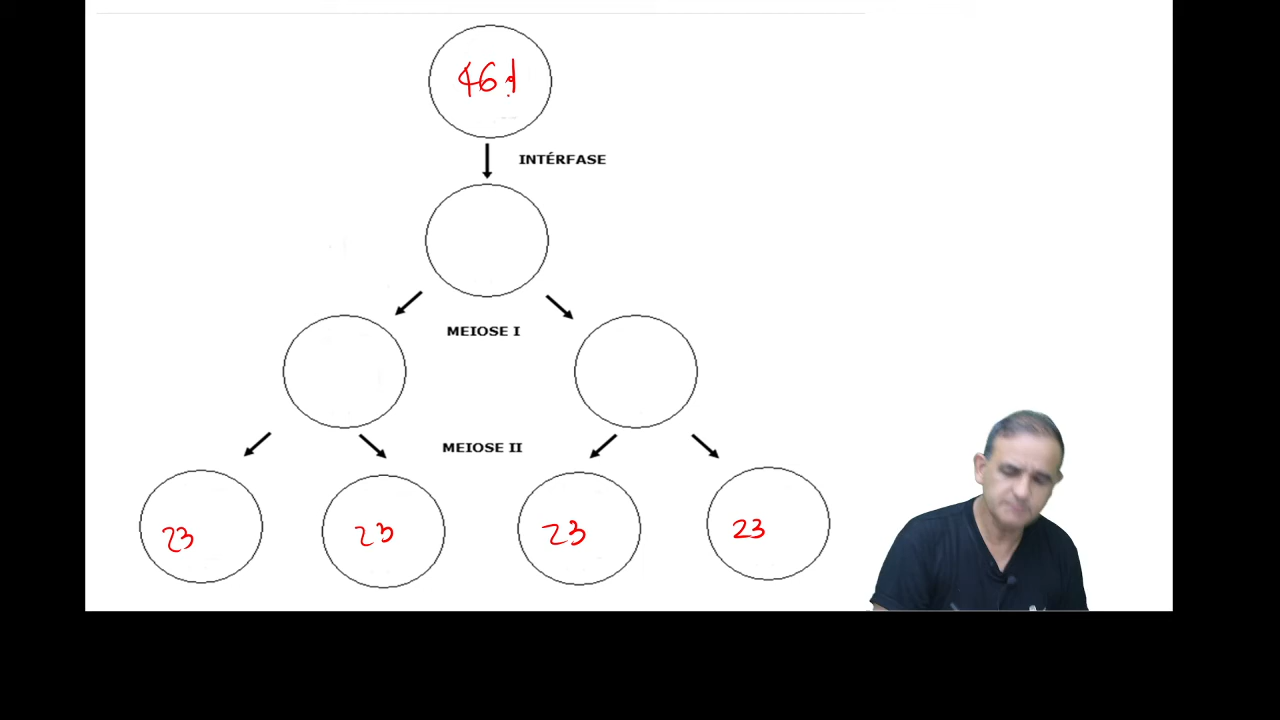 46
INTÉRFASE
MEIOSE I
MEIOSE II
23 23 23 23